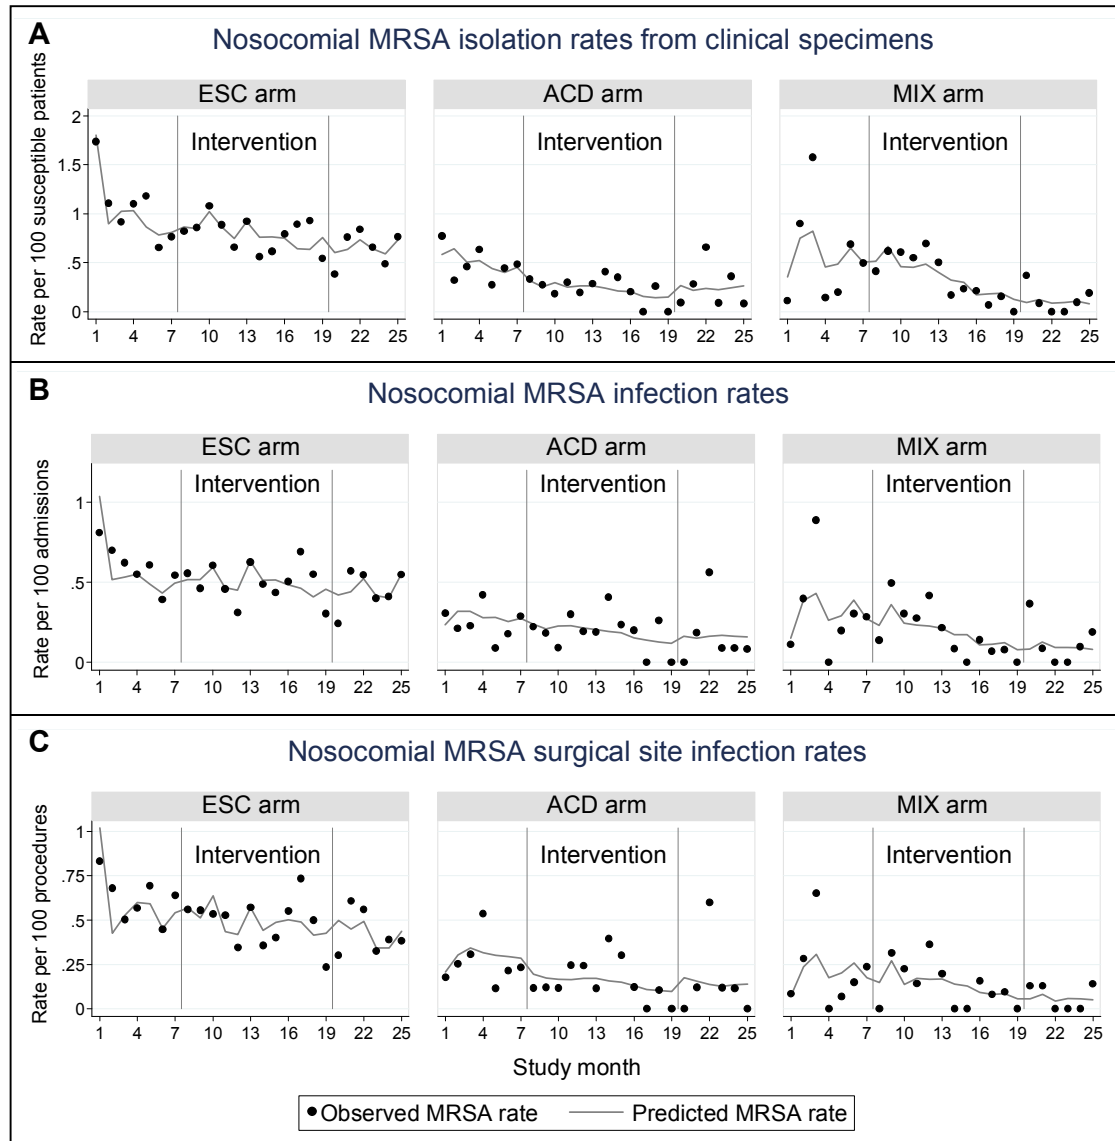 A
Nosocomial MRSA isolation rates from clinical specimens
ESC arm ACD arm MIX arm
Rate per 100 susceptible patients
2
1.5
1
.5
0
Intervention Intervention Intervention
1 4 7 10 13 16 19 22 25 1 4 7 10 13 16 19 22 25 1 4 7 10 13 16 19 22 25
B
Nosocomial MRSA infection rates
ESC arm ACD arm MIX arm
Rate per 100 admissions
1
.5
0
Intervention Intervention Intervention
1 4 7 10 13 16 19 22 25 1 4 7 10 13 16 19 22 25 1 4 7 10 13 16 19 22 25
C
Nosocomial MRSA surgical site infection rates
ESC arm ACD arm MIX arm
Rate per 100 procedures
1
.75
.5
.25
0
Intervention Intervention Intervention
1 4 7 10 13 16 19 22 25 1 4 7 10 13 16 19 22 25 1 4 7 10 13 16 19 22 25
Study month
Observed MRSA rate Predicted MRSA rate